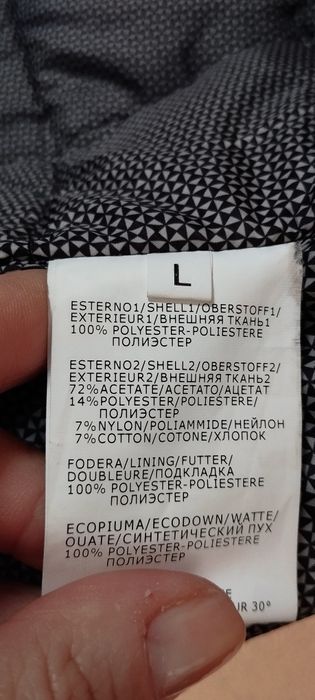 L
ESTERNO1/SHELL1/OBERSTOFF1/
EXTERIEUR1/ВНЕШНЯЯ ТКАНЬ1
100% POLYESTER-POLIESTERE
ПОЛИЭСТЕР
ESTERNO2/SHELL2/OBERSTOFF2/
EXTERIEUR2/ВНЕШНЯЯ ТКАНЬ2
72%ACETATE/ACETATO/АЦЕТАТ
14%POLYESTER/POLIESTERE/
ПОЛИЭСТЕР
7%NYLON/POLIAMMIDE/НЕЙЛОН
7%COTTON/COTONE/ХЛОПОК
FODERA/LINING/FUTTER/
DOUBLEURE/ПОДКЛАДКА
100% POLYESTER-POLIESTERE
ПОЛИЭСТЕР
ECOPIUMA/ECODOWN/WATTE/
OUATE/СИНТЕТИЧЕСКИЙ ПУХ
100% POLYESTER-POLIESTERE
ПОЛИЭСТЕР
30°